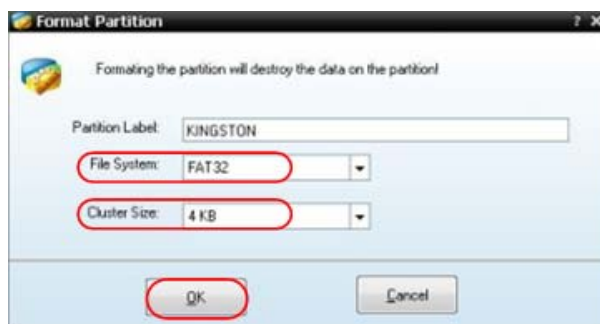 Format Partition ? X
Formating the partition will destroy the data on the partition!
Partition Label: KINGSTON
File System: FAT32
Cluster Size: 4 KB
OK Cancel